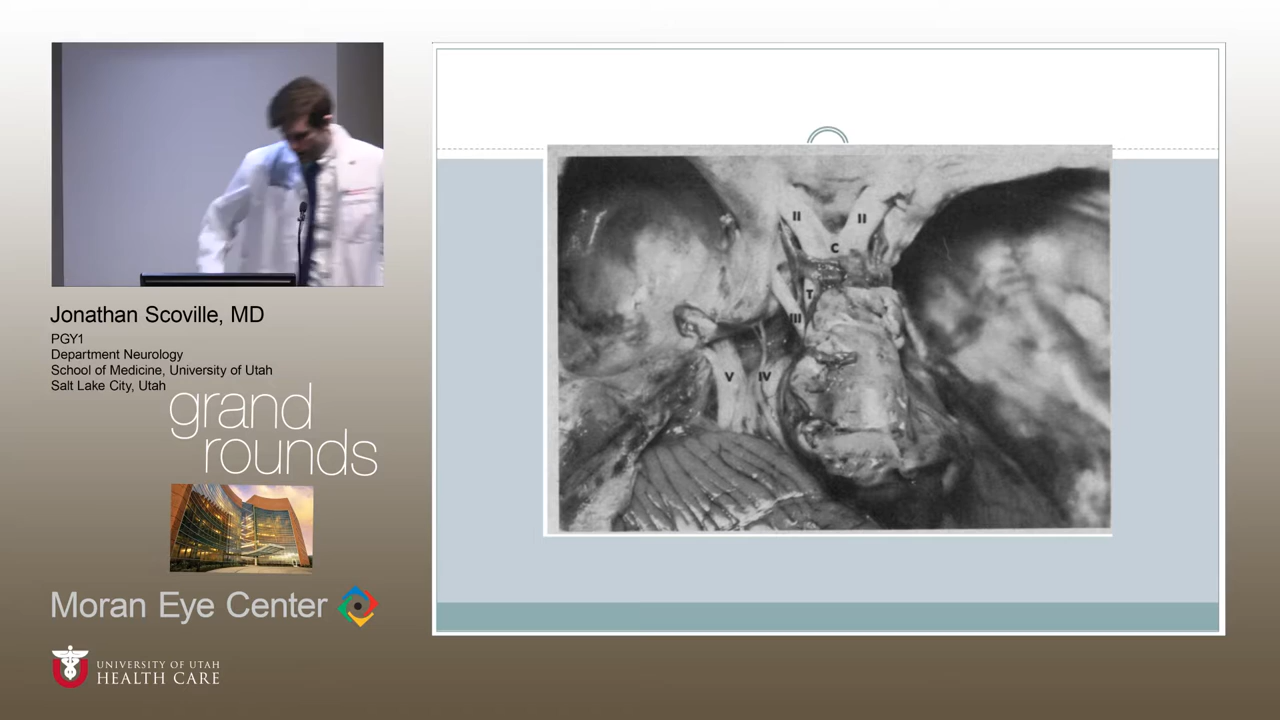 Jonathan Scoville, MD
PGY1
Department Neurology
School of Medicine, University of Utah
Salt Lake City, Utah
grand
rounds
Moran Eye Center
UNIVERSITY OF UTAH
HEALTH CARE
II
II
C
T
III
V
IV